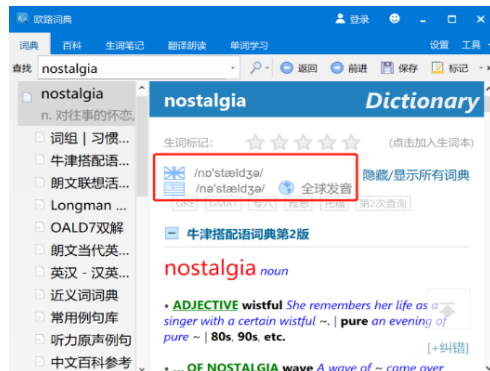 欧路词典 登录
词典 百科 生词笔记 翻译朗读 单词学习 设置 工具
查找 nostalgia 返回 前进 保存 标记
nostalgia
n. 对往事的怀恋,
词组 | 习惯...
牛津搭配语...
朗文联想活...
Longman ...
OALD7双解
朗文当代英...
英汉 - 汉英...
近义词词典
常用例句库
听力原声例句
中文百科参考
nostalgia Dictionary
生词标记: (点击加入生词本)
/nɒ'stældʒə/
/nə'stældʒə/ 全球发音 隐藏/显示所有词典
GRE GMAT 专八 雅思 托福 第2次查询
牛津搭配词典第2版
nostalgia noun
• ADJECTIVE wistful She remembers her life as a
singer with a certain wistful ~. | pure an evening of
pure ~ | 80s, 90s, etc.
[+纠错]
• ... OF NOSTALGIA wave A wave of ~ came over